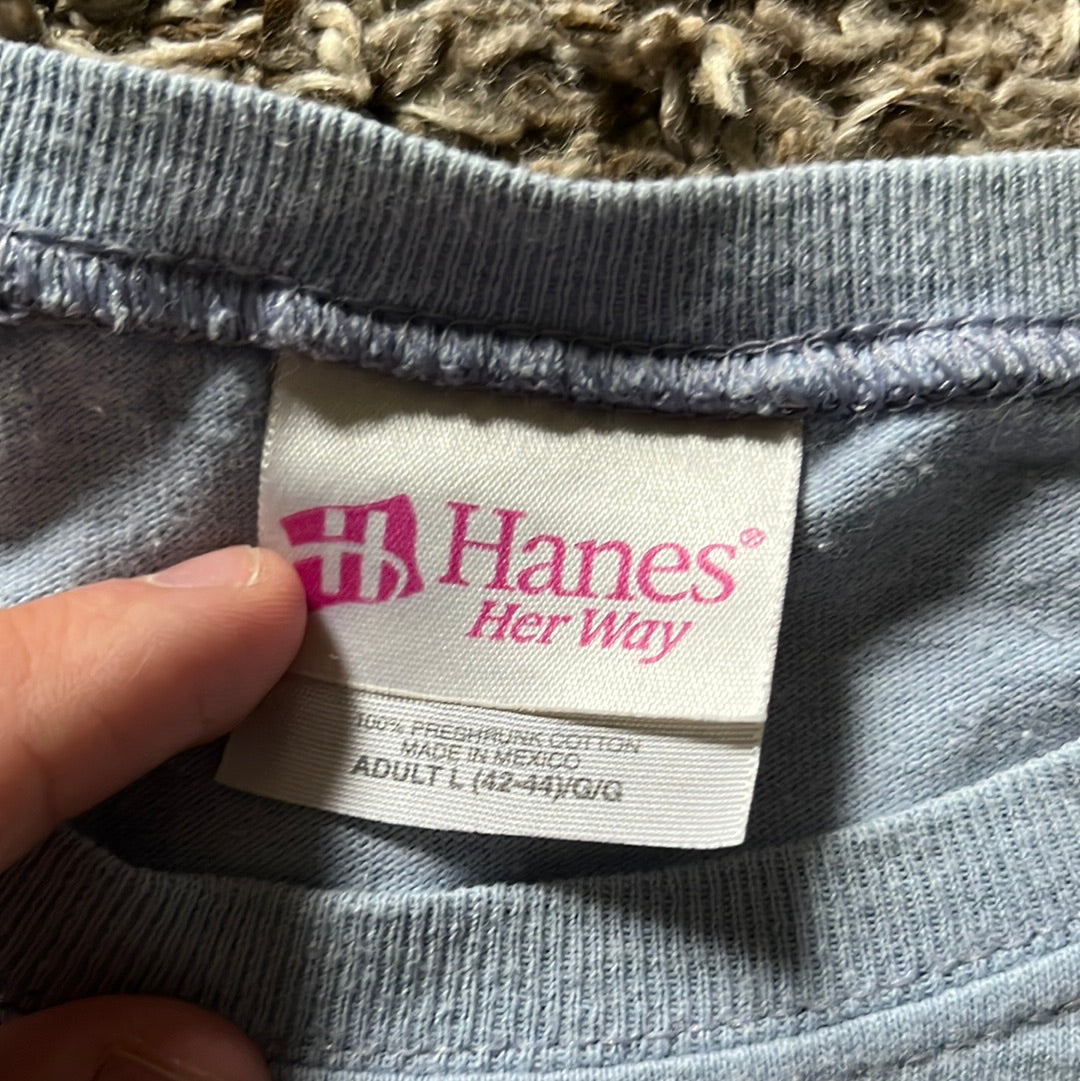 H
Hanes®
Her Way
100% PRESHRUNK COTTON
MADE IN MEXICO
ADULT L (42-44)/G/G